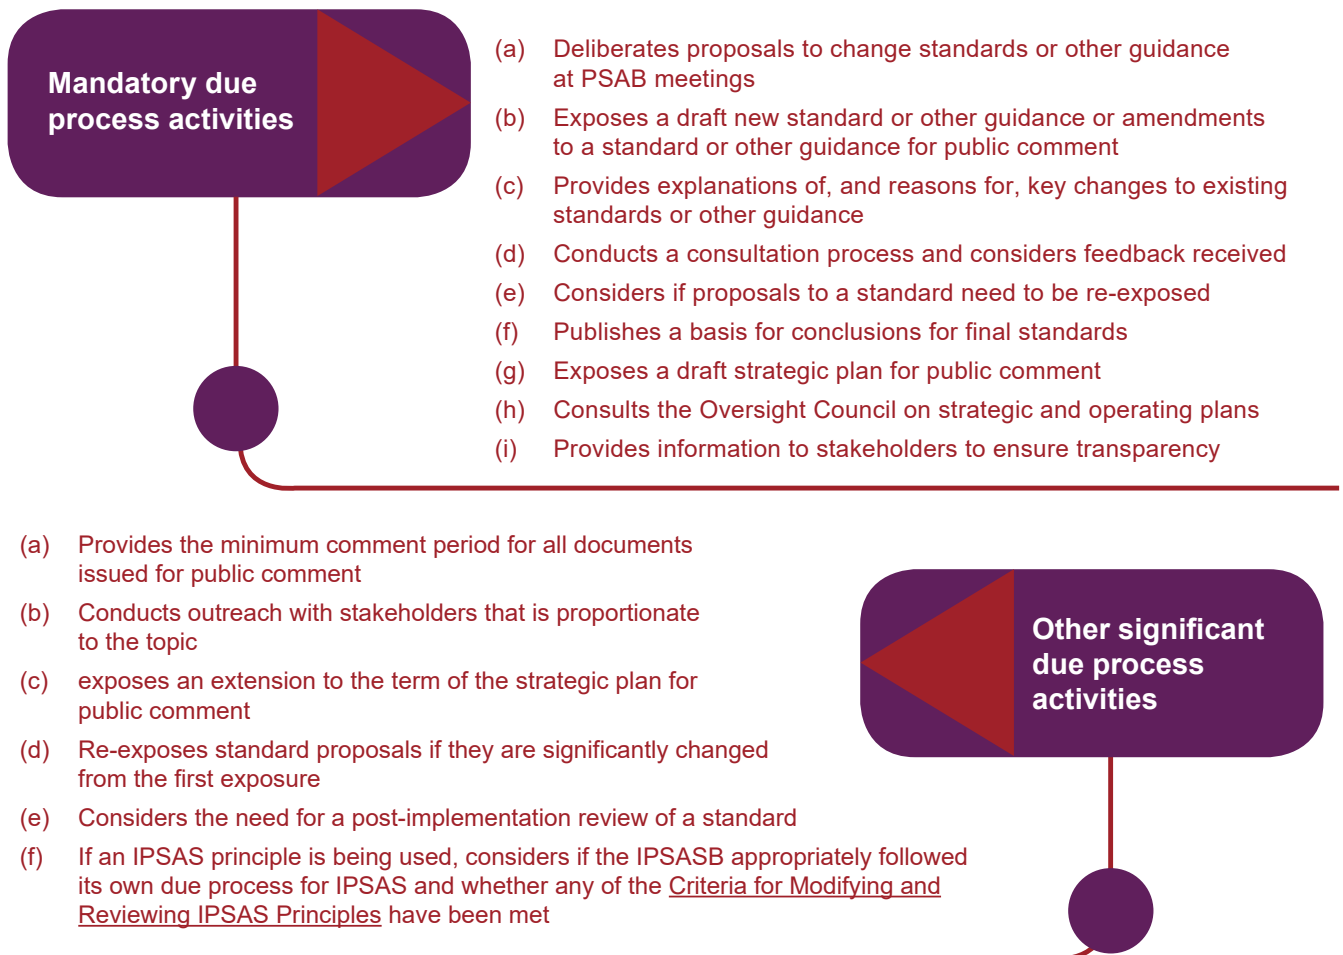 Mandatory due
process activities
(a) Deliberates proposals to change standards or other guidance
at PSAB meetings
(b) Exposes a draft new standard or other guidance or amendments
to a standard or other guidance for public comment
(c) Provides explanations of, and reasons for, key changes to existing
standards or other guidance
(d) Conducts a consultation process and considers feedback received
(e) Considers if proposals to a standard need to be re-exposed
(f) Publishes a basis for conclusions for final standards
(g) Exposes a draft strategic plan for public comment
(h) Consults the Oversight Council on strategic and operating plans
(i) Provides information to stakeholders to ensure transparency
(a) Provides the minimum comment period for all documents
issued for public comment
(b) Conducts outreach with stakeholders that is proportionate
to the topic
(c) exposes an extension to the term of the strategic plan for
public comment
(d) Re-exposes standard proposals if they are significantly changed
from the first exposure
(e) Considers the need for a post-implementation review of a standard
(f) If an IPSAS principle is being used, considers if the IPSASB appropriately followed
its own due process for IPSAS and whether any of the Criteria for Modifying and
Reviewing IPSAS Principles have been met
Other significant
due process
activities